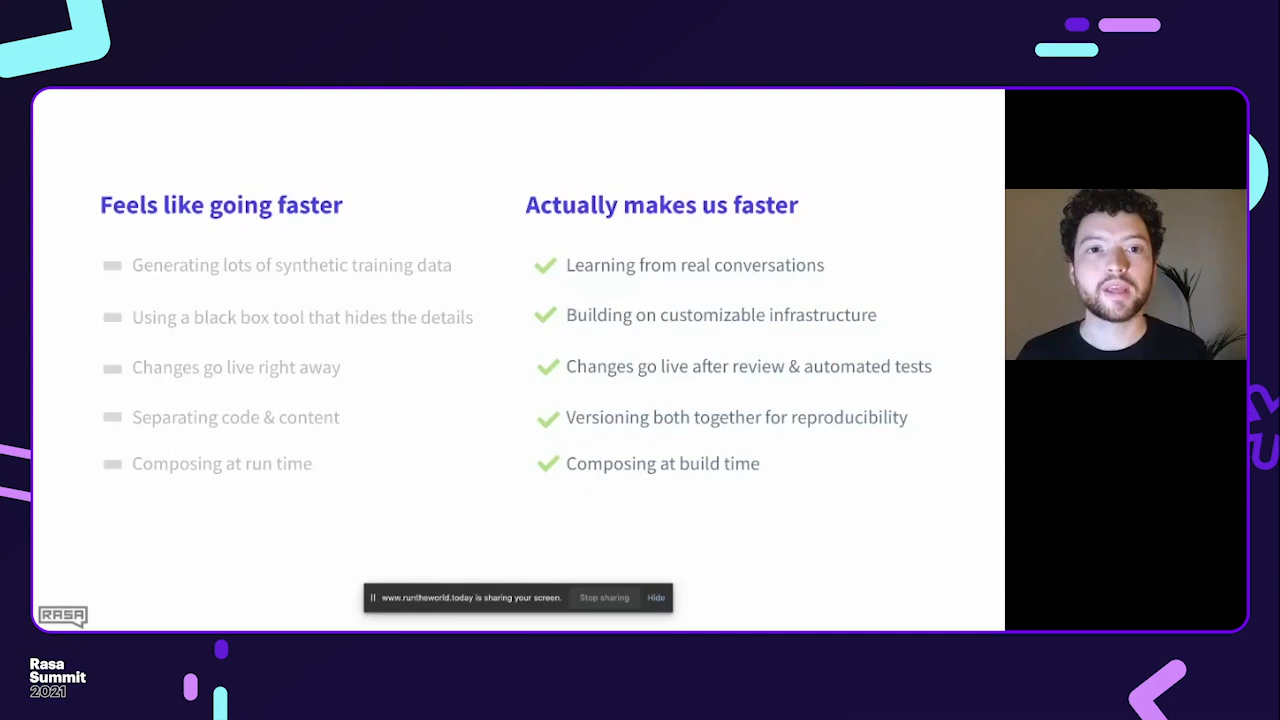 Feels like going faster
Generating lots of synthetic training data
Using a black box tool that hides the details
Changes go live right away
Separating code & content
Composing at run time
Actually makes us faster
Learning from real conversations
Building on customizable infrastructure
Changes go live after review & automated tests
Versioning both together for reproducibility
Composing at build time
www.runtheworld.today is sharing your screen. Stop sharing Hide
RASA
Rasa
Summit
2021